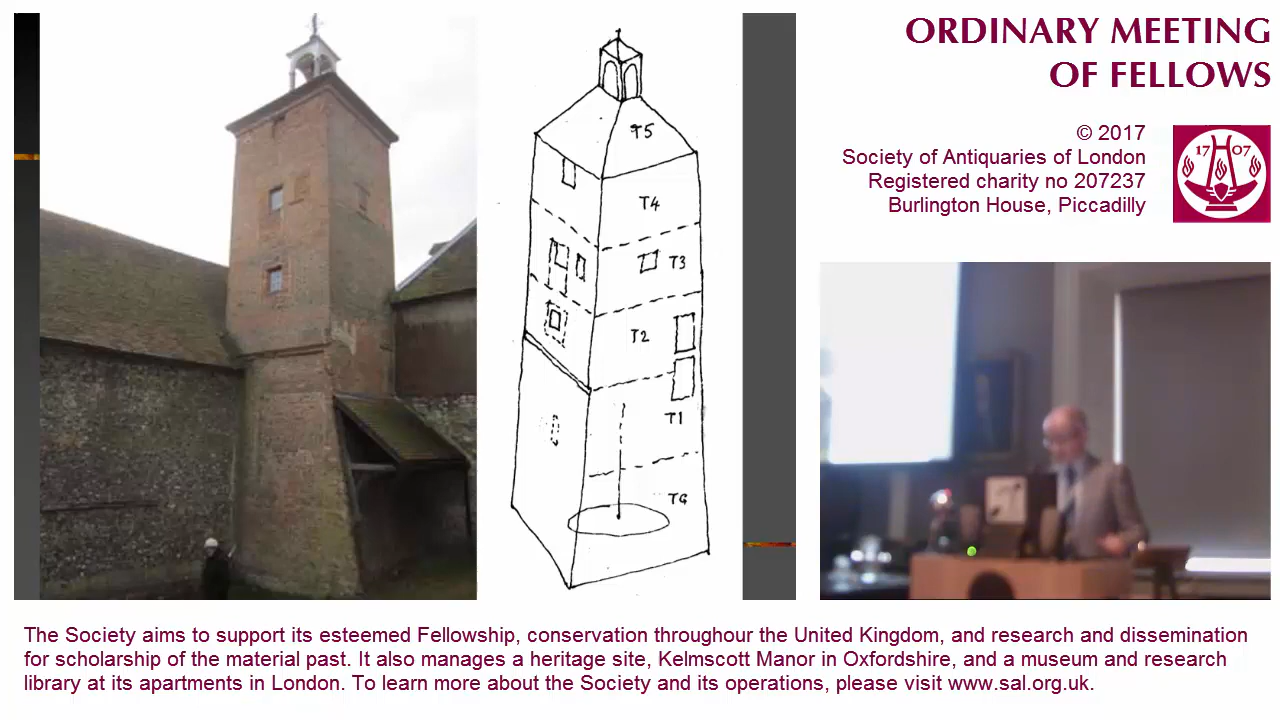 ORDINARY MEETING
OF FELLOWS
© 2017
Society of Antiquaries of London
Registered charity no 207237
Burlington House, Piccadilly
17 07
T5
T4
T3
T2
T1
TG
The Society aims to support its esteemed Fellowship, conservation throughour the United Kingdom, and research and dissemination
for scholarship of the material past. It also manages a heritage site, Kelmscott Manor in Oxfordshire, and a museum and research
library at its apartments in London. To learn more about the Society and its operations, please visit www.sal.org.uk.